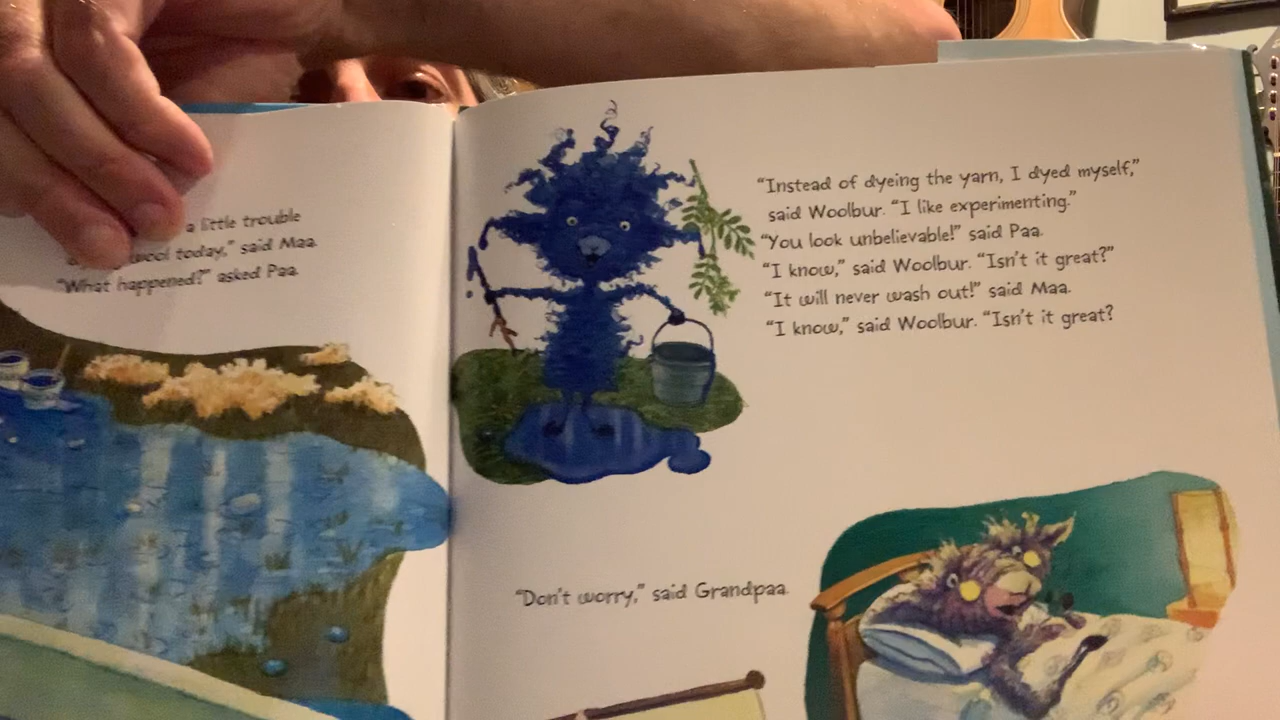 a little trouble
wool today,” said Maa.
“What happened?” asked Paa.
“Instead of dyeing the yarn, I dyed myself,”
said Woolbur. “I like experimenting.”
“You look unbelievable!” said Paa.
“I know,” said Woolbur. “Isn’t it great?”
“It will never wash out!” said Maa.
“I know,” said Woolbur. “Isn’t it great?
“Don’t worry,” said Grandpaa.